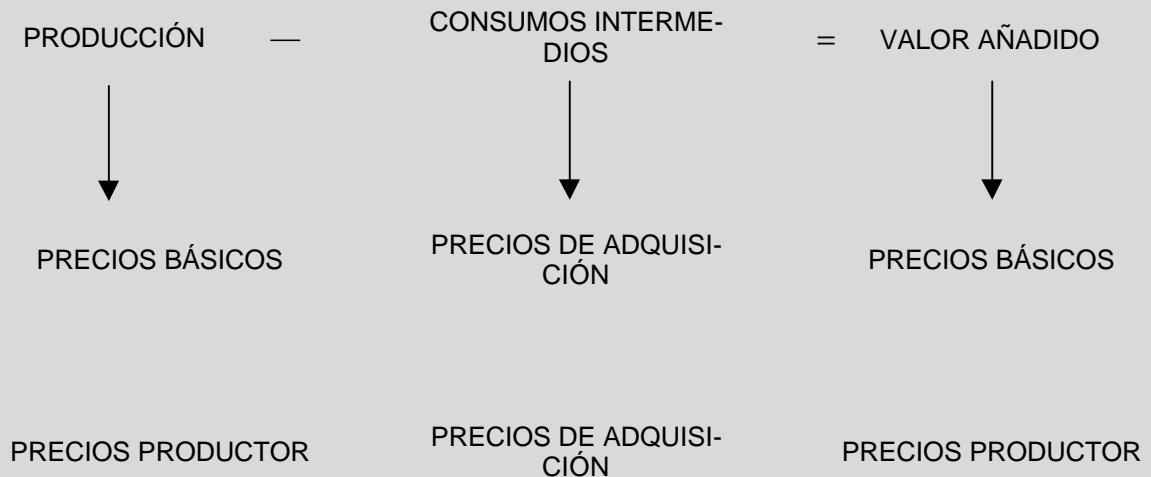 PRODUCCIÓN — CONSUMOS INTERME-
DIOS = VALOR AÑADIDO
PRECIOS BÁSICOS
PRECIOS DE ADQUISI-
CIÓN
PRECIOS BÁSICOS
PRECIOS PRODUCTOR
PRECIOS DE ADQUISI-
CIÓN
PRECIOS PRODUCTOR